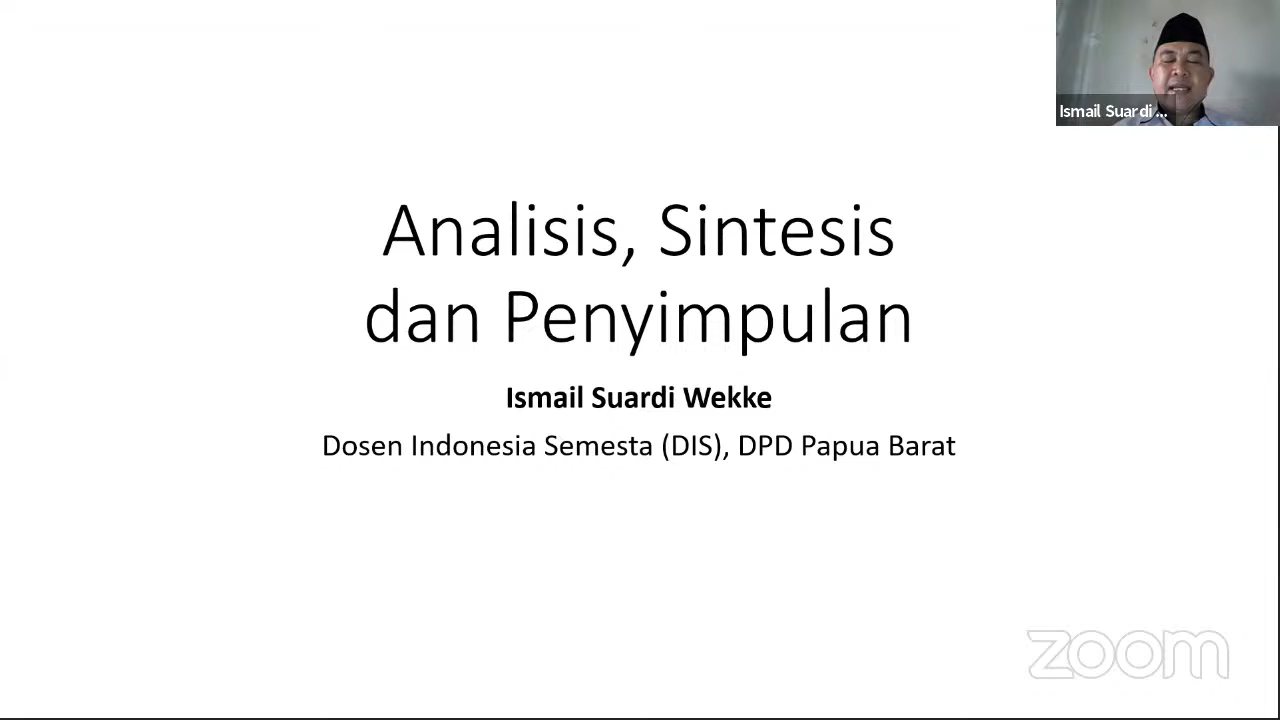 Ismail Suardi ...
Analisis, Sintesis
dan Penyimpulan
Ismail Suardi Wekke
Dosen Indonesia Semesta (DIS), DPD Papua Barat
zoom